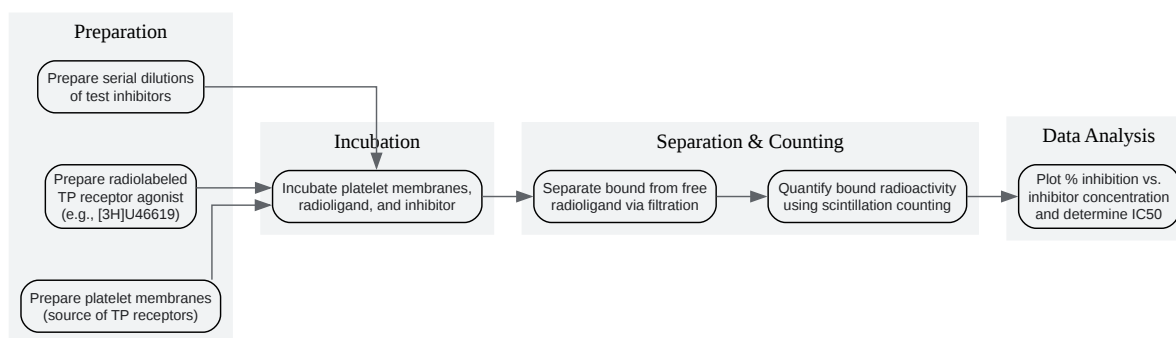 Preparation
Prepare serial dilutions
of test inhibitors
Prepare radiolabeled
TP receptor agonist
(e.g., [3H]U46619)
Prepare platelet membranes
(source of TP receptors)
Incubation
Incubate platelet membranes,
radioligand, and inhibitor
Separation & Counting
Separate bound from free
radioligand via filtration
Quantify bound radioactivity
using scintillation counting
Data Analysis
Plot % inhibition vs.
inhibitor concentration
and determine IC50